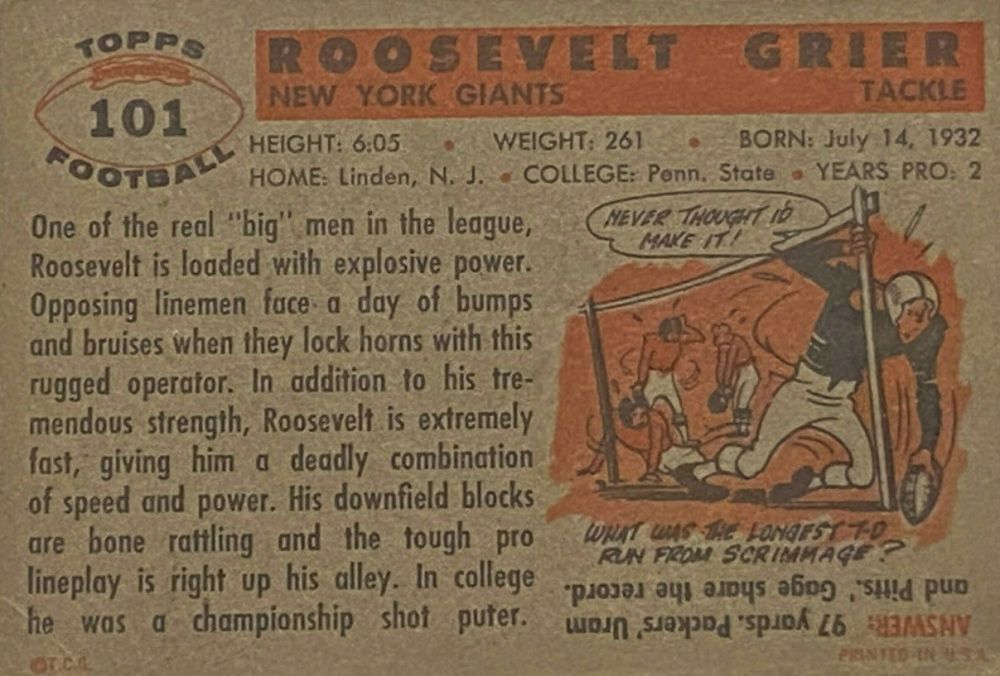 TOPPS
101
FOOTBALL
ROOSEVELT GRIER
NEW YORK GIANTS TACKLE
HEIGHT: 6:05 • WEIGHT: 261 • BORN: July 14, 1932
HOME: Linden, N. J. • COLLEGE: Penn. State • YEARS PRO: 2
One of the real "big" men in the league,
Roosevelt is loaded with explosive power.
Opposing linemen face a day of bumps
and bruises when they lock horns with this
rugged operator. In addition to his tre-
mendous strength, Roosevelt is extremely
fast, giving him a deadly combination
of speed and power. His downfield blocks
are bone rattling and the tough pro
lineplay is right up his alley. In college
he was a championship shot puter.
NEVER THOUGHT I'D
MAKE IT!
WHAT WAS THE LONGEST T-D
RUN FROM SCRIMMAGE?
ANSWER: 97 yards. Packers' Uram
and Pitts.' Gage share the record.
©T.C.G.
PRINTED IN U.S.A.